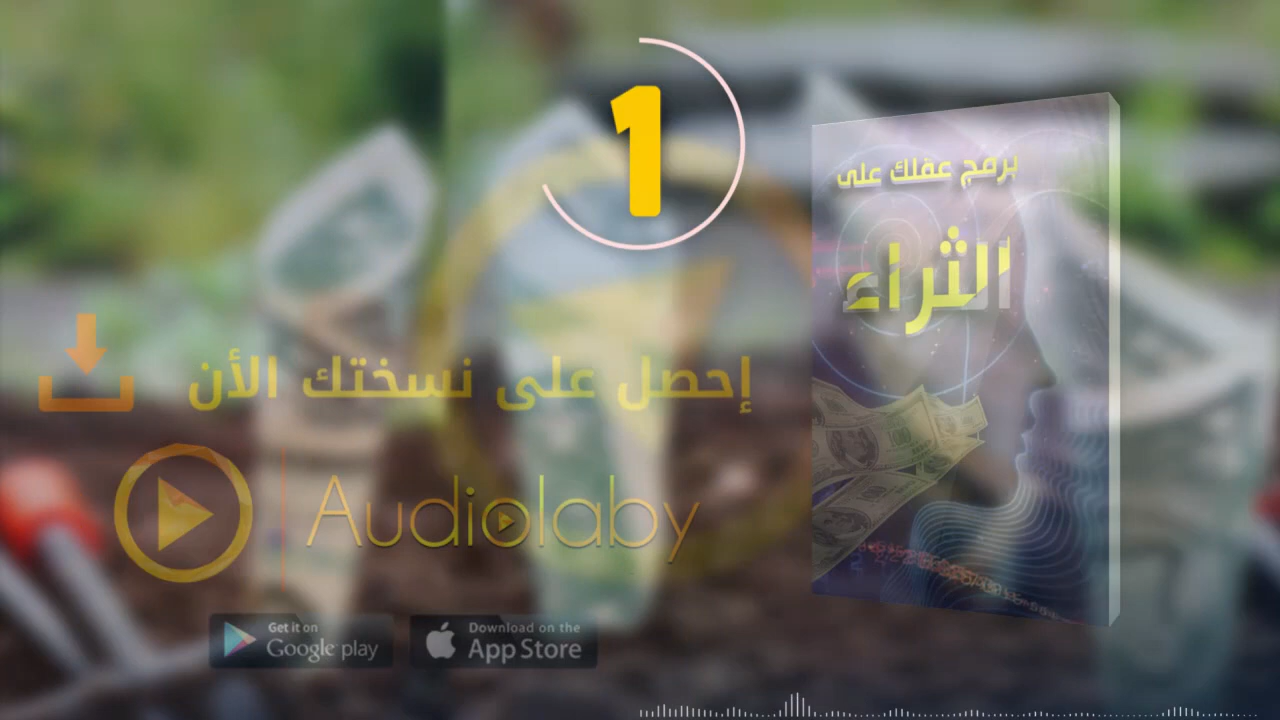 1
برمج عقلك على
الثراء
إحصل على نسختك الأن
Audiolaby
Get it on
Google play
Download on the
App Store